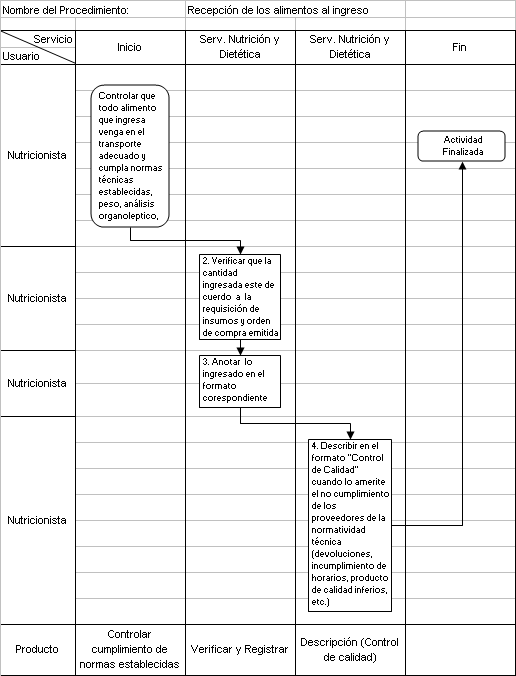 Nombre del Procedimiento: Recepción de los alimentos al ingreso
Servicio
Usuario
Inicio
Serv. Nutrición y
Dietética
Serv. Nutrición y
Dietética
Fin
Nutricionista
Controlar que
todo alimento
que ingresa
venga en el
transporte
adecuado y
cumpla normas
técnicas
establecidas,
peso, análisis
organoleptico,
Actividad
Finalizada
Nutricionista
2. Verificar que la
cantidad
ingresada este de
cuerdo a la
requisición de
insumos y orden
de compra emitida
Nutricionista
3. Anotar lo
ingresado en el
formato
corespondiente
Nutricionista
4. Describir en el
formato "Control
de Calidad"
cuando lo amerite
el no cumplimiento
de los
proveedores de la
normatividad
técnica
(devoluciones,
incumplimiento de
horarios, producto
de calidad inferios,
etc.)
Producto
Controlar
cumplimiento de
normas establecidas
Verificar y Registrar
Descripción (Control
de calidad)